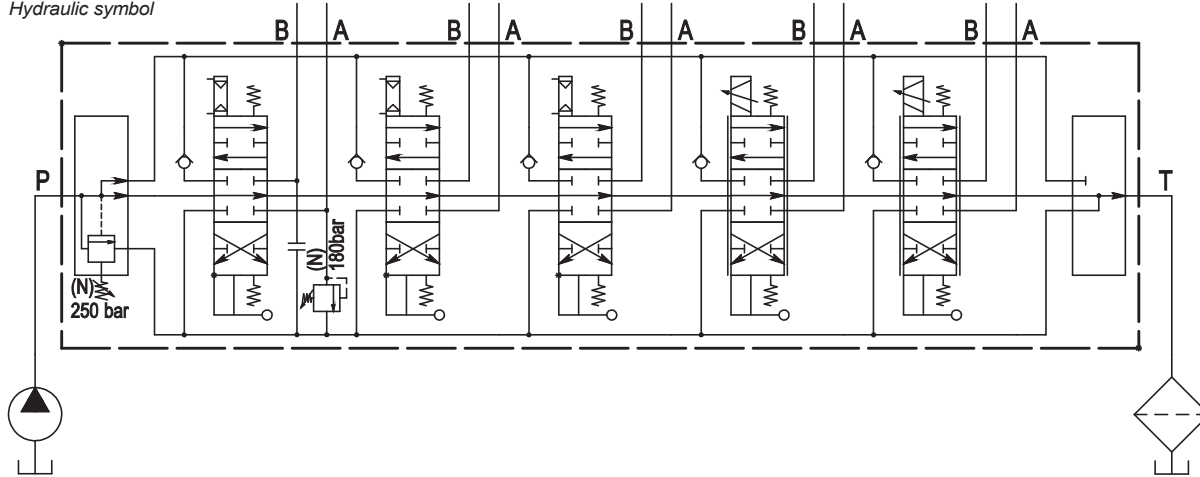 Hydraulic symbol
B A B A B A B A B A
P
T
(N)
180bar
(N)
250 bar